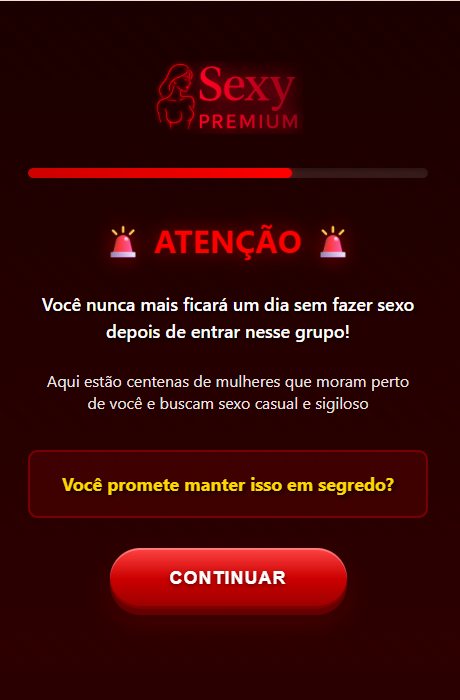 Sexy
PREMIUM
🚨 ATENÇÃO 🚨
Você nunca mais ficará um dia sem fazer sexo
depois de entrar nesse grupo!
Aqui estão centenas de mulheres que moram perto
de você e buscam sexo casual e sigiloso
Você promete manter isso em segredo?
CONTINUAR